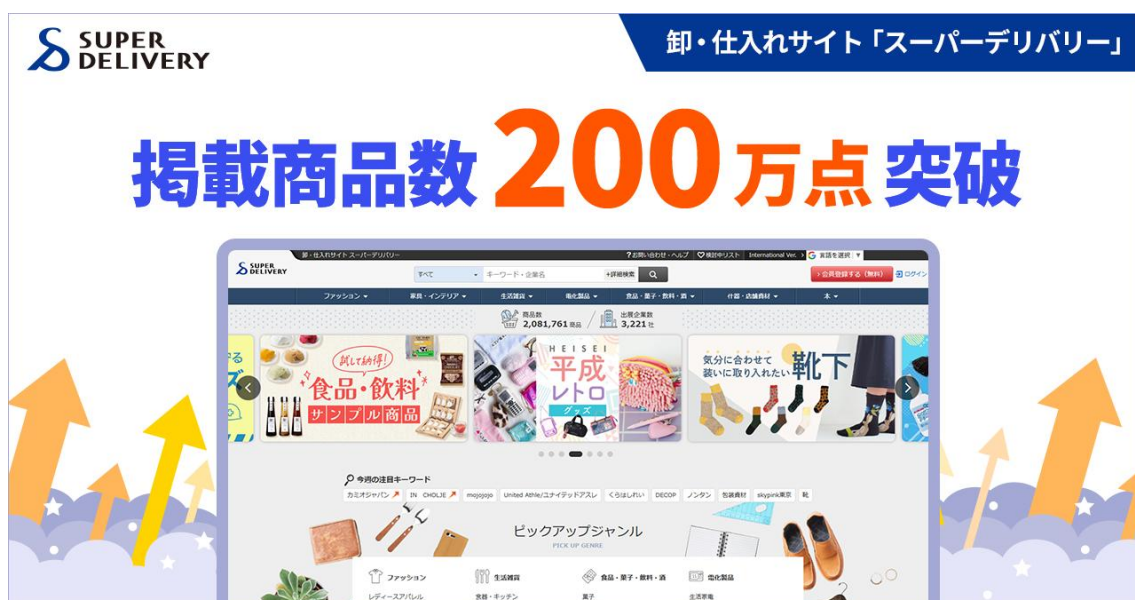 SUPER
DELIVERY
卸・仕入れサイト「スーパーデリバリー」
掲載商品数200万点突破
卸・仕入れサイト スーパーデリバリー
?お問い合わせ・ヘルプ
検討中リスト
International Ver.
言語を選択 ▼
SUPER
DELIVERY
すべて
キーワード・企業名
+詳細検索
会員登録する(無料)
ログイン
ファッション
家具・インテリア
生活雑貨
電化製品
食品・菓子・飲料・酒
什器・店舗資材
本
商品数
2,081,761 商品
出展企業数
3,221 社
試して納得!
食品・飲料
サンプル商品
HEISEI
平成
レトロ
グッズ
気分に合わせて
装いに取り入れたい
靴下
今週の注目キーワード
カミオジャパン
IN CHOLJE
mojojojo
United Athle/ユナイテッドアスレ
くらはしれい
DECOP
ノンタン
包装資材
skypink東京
靴
ピックアップジャンル
PICK UP GENRE
ファッション
生活雑貨
食品・菓子・飲料・酒
電化製品
レディースアパレル
食器・キッチン
菓子
生活家電